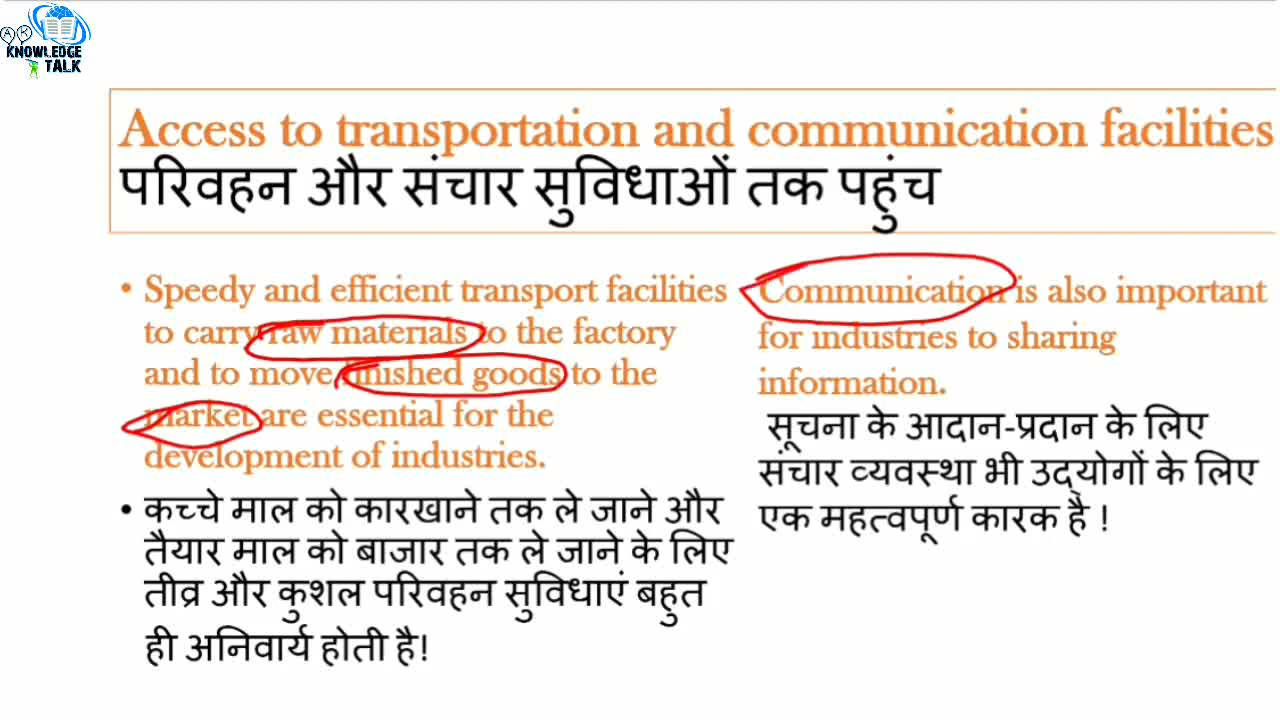 A K
KNOWLEDGE
TALK
Access to transportation and communication facilities
परिवहन और संचार सुविधाओं तक पहुंच
• Speedy and efficient transport facilities
to carry raw materials to the factory
and to move finished goods to the
market are essential for the
development of industries.
• कच्चे माल को कारखाने तक ले जाने और
तैयार माल को बाजार तक ले जाने के लिए
तीव्र और कुशल परिवहन सुविधाएं बहुत
ही अनिवार्य होती है!
Communication is also important
for industries to sharing
information.
सूचना के आदान-प्रदान के लिए
संचार व्यवस्था भी उद्योगों के लिए
एक महत्वपूर्ण कारक है !